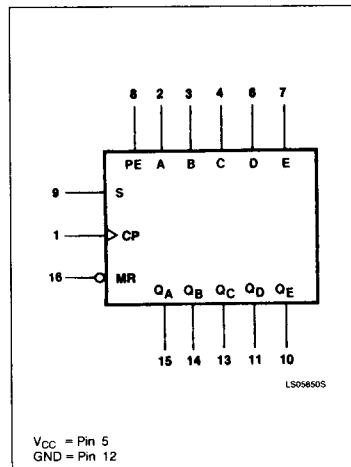 8 2 3 4 6 7
PE A B C D E
9 S
1 CP
16 MR
QA QB QC QD QE
15 14 13 11 10
LS05850S
VCC = Pin 5
GND = Pin 12